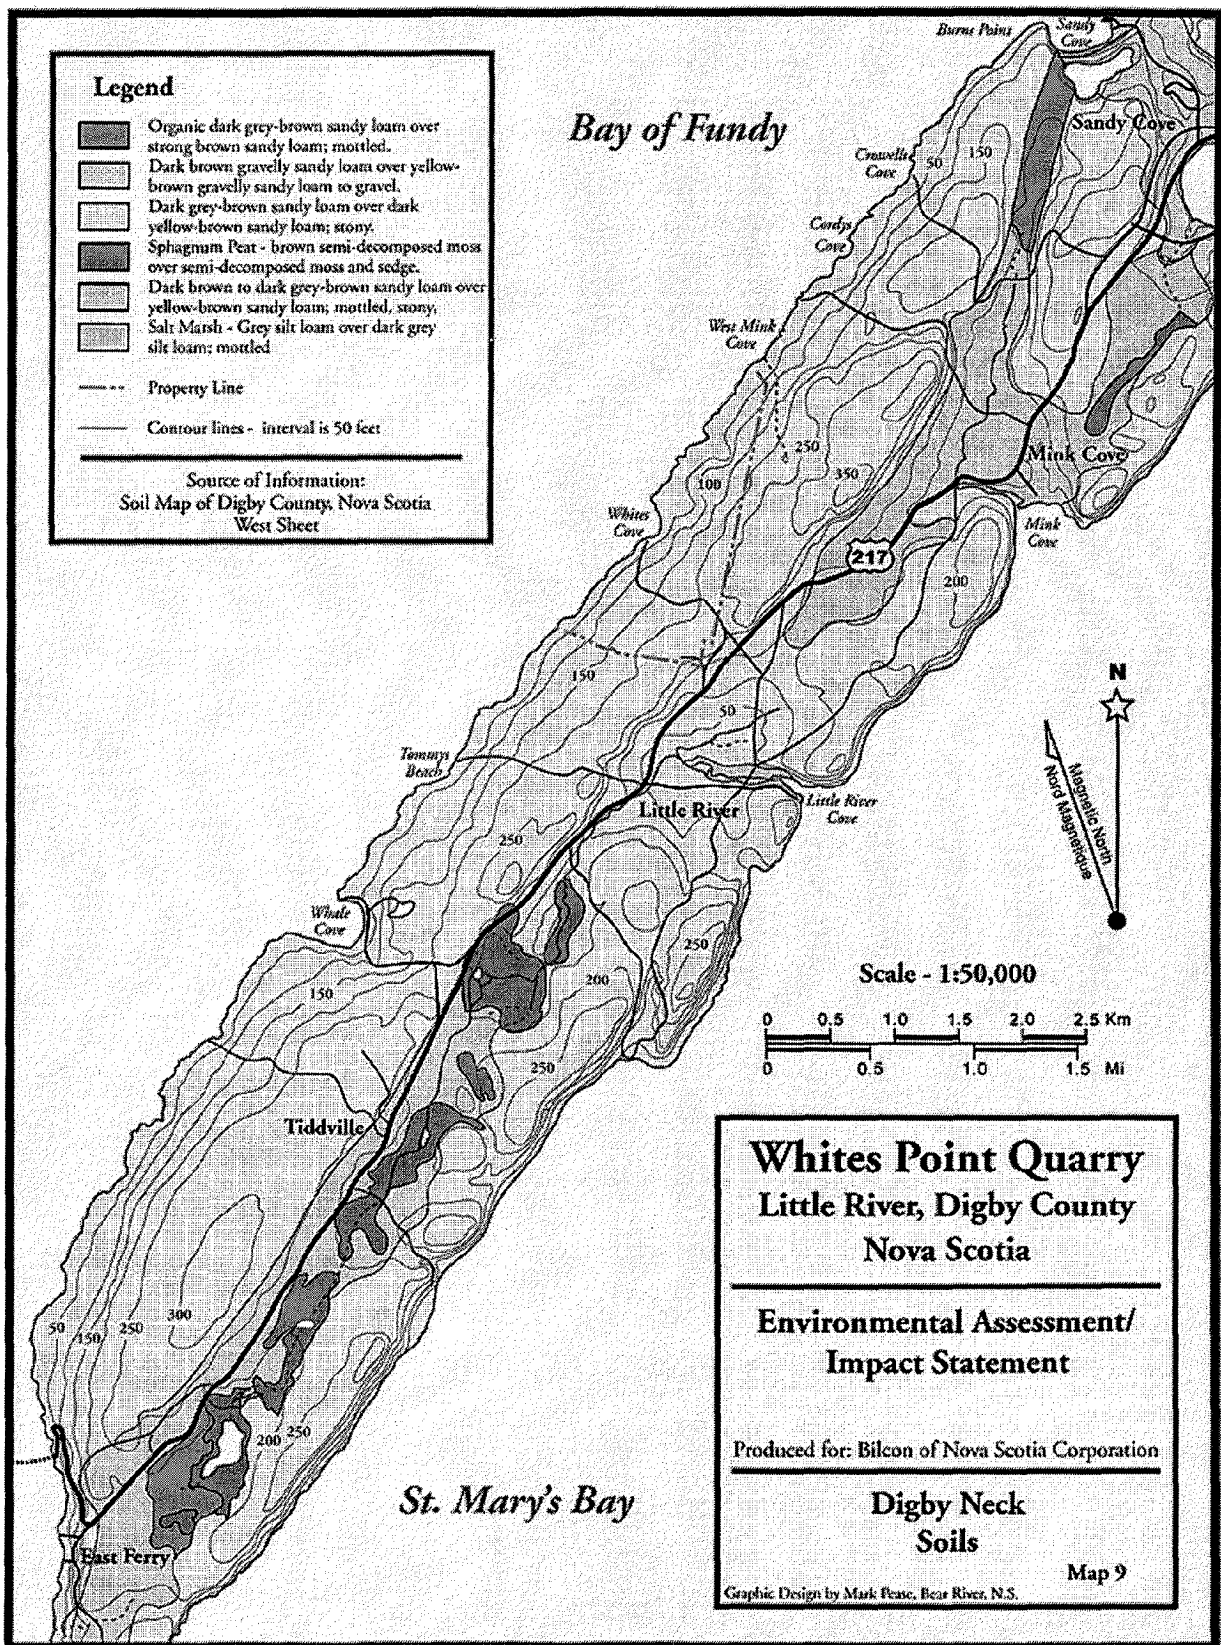 Legend
Organic dark grey-brown sandy loam over
strong brown sandy loam; mottled.
Dark brown gravelly sandy loam over yellow-
brown gravelly sandy loam to gravel.
Dark grey-brown sandy loam over dark
yellow-brown sandy loam; stony.
Sphagnum Peat - brown semi-decomposed moss
over semi-decomposed moss and sedge.
Dark brown to dark grey-brown sandy loam over
yellow-brown sandy loam; mottled, stony.
Salt Marsh - Grey silt loam over dark grey
silt loam; mottled
Property Line
Contour lines - interval is 50 feet
Source of Information:
Soil Map of Digby County, Nova Scotia
West Sheet
Bay of Fundy
Burns Point
Sandy
Cove
Sandy Cove
Crowells
Cove
50
150
Cordys
Cove
West Mink
Cove
250
350
100
Mink Cove
Mink
Cove
Whites
Cove
217
200
150
50
Tommys
Beach
Little River
Little River
Cove
250
Whale
Cove
250
200
150
250
Tiddville
300
50
150
250
200
250
East Ferry
St. Mary's Bay
N
Magnetic North
Nord Magnetique
Scale - 1:50,000
0 0.5 1.0 1.5 2.0 2.5 Km
0 0.5 1.0 1.5 Mi
Whites Point Quarry
Little River, Digby County
Nova Scotia
Environmental Assessment/
Impact Statement
Produced for: Bilcon of Nova Scotia Corporation
Digby Neck
Soils
Map 9
Graphic Design by Mark Pease, Bear River, N.S.